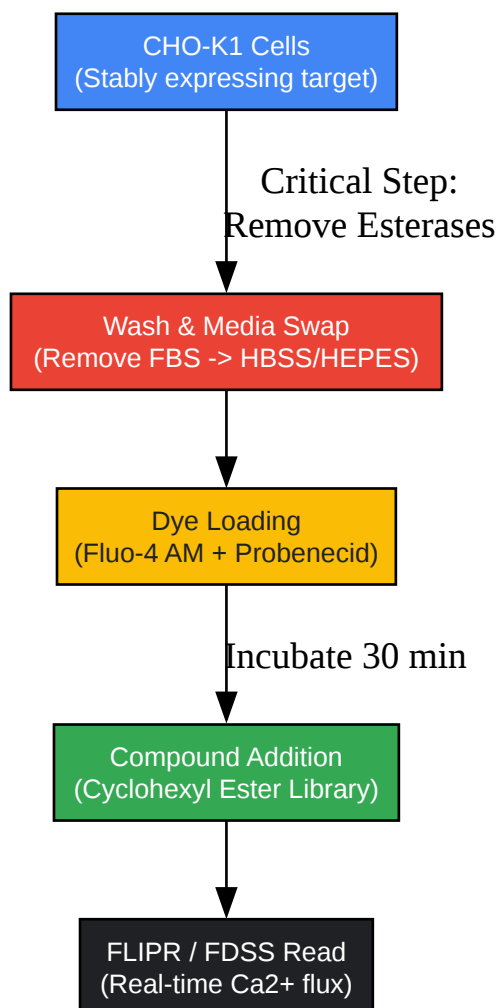 CHO-K1 Cells
(Stably expressing target)
Critical Step:
Remove Esterases
Wash & Media Swap
(Remove FBS -> HBSS/HEPES)
Dye Loading
(Fluo-4 AM + Probenecid)
Incubate 30 min
Compound Addition
(Cyclohexyl Ester Library)
FLIPR / FDSS Read
(Real-time Ca2+ flux)